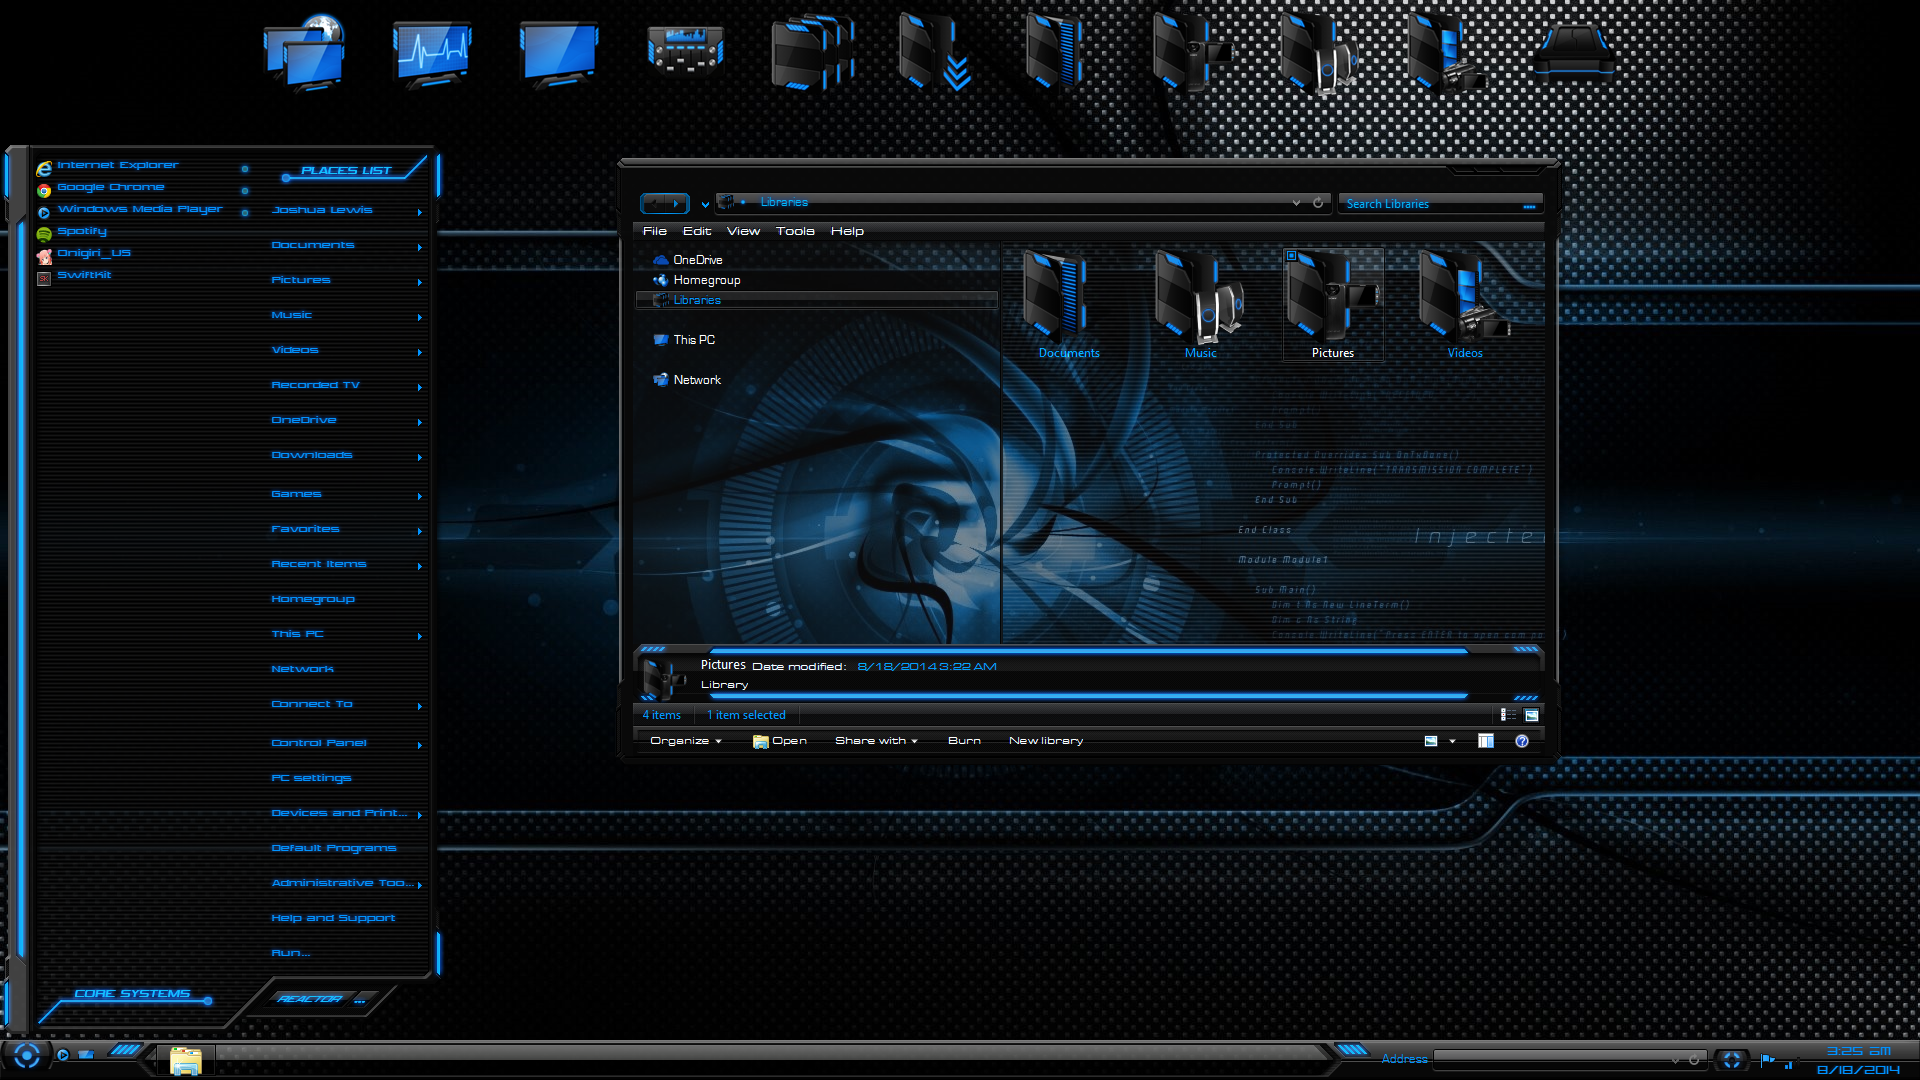 Internet Explorer
Google Chrome
Windows Media Player
Spotify
Onigiri_US
SwiftKit
PLACES LIST
Joshua Lewis
Documents
Pictures
Music
Videos
Recorded TV
OneDrive
Downloads
Games
Favorites
Recent Items
Homegroup
This PC
Network
Connect To
Control Panel
PC settings
Devices and Print...
Default Programs
Administrative Too...
Help and Support
Run...
CORE SYSTEMS
REACTOR ...
Libraries
Search Libraries
File Edit View Tools Help
OneDrive
Homegroup
Libraries
This PC
Network
Documents Music Pictures Videos
Prompt()
End Sub
Protected Overrides Sub OnTxDone()
Console.WriteLine("TRANSMISSION COMPLETE")
Prompt()
End Sub
End Class
Injecte
Module Module1
Sub Main()
Dim t As New LineTerm()
Dim c As String
Console.WriteLine("Press ENTER to open com po
Pictures Date modified: 8/18/2014 3:22 AM
Library
4 items 1 item selected
Organize Open Share with Burn New library
Address
3:25 am
8/18/2014